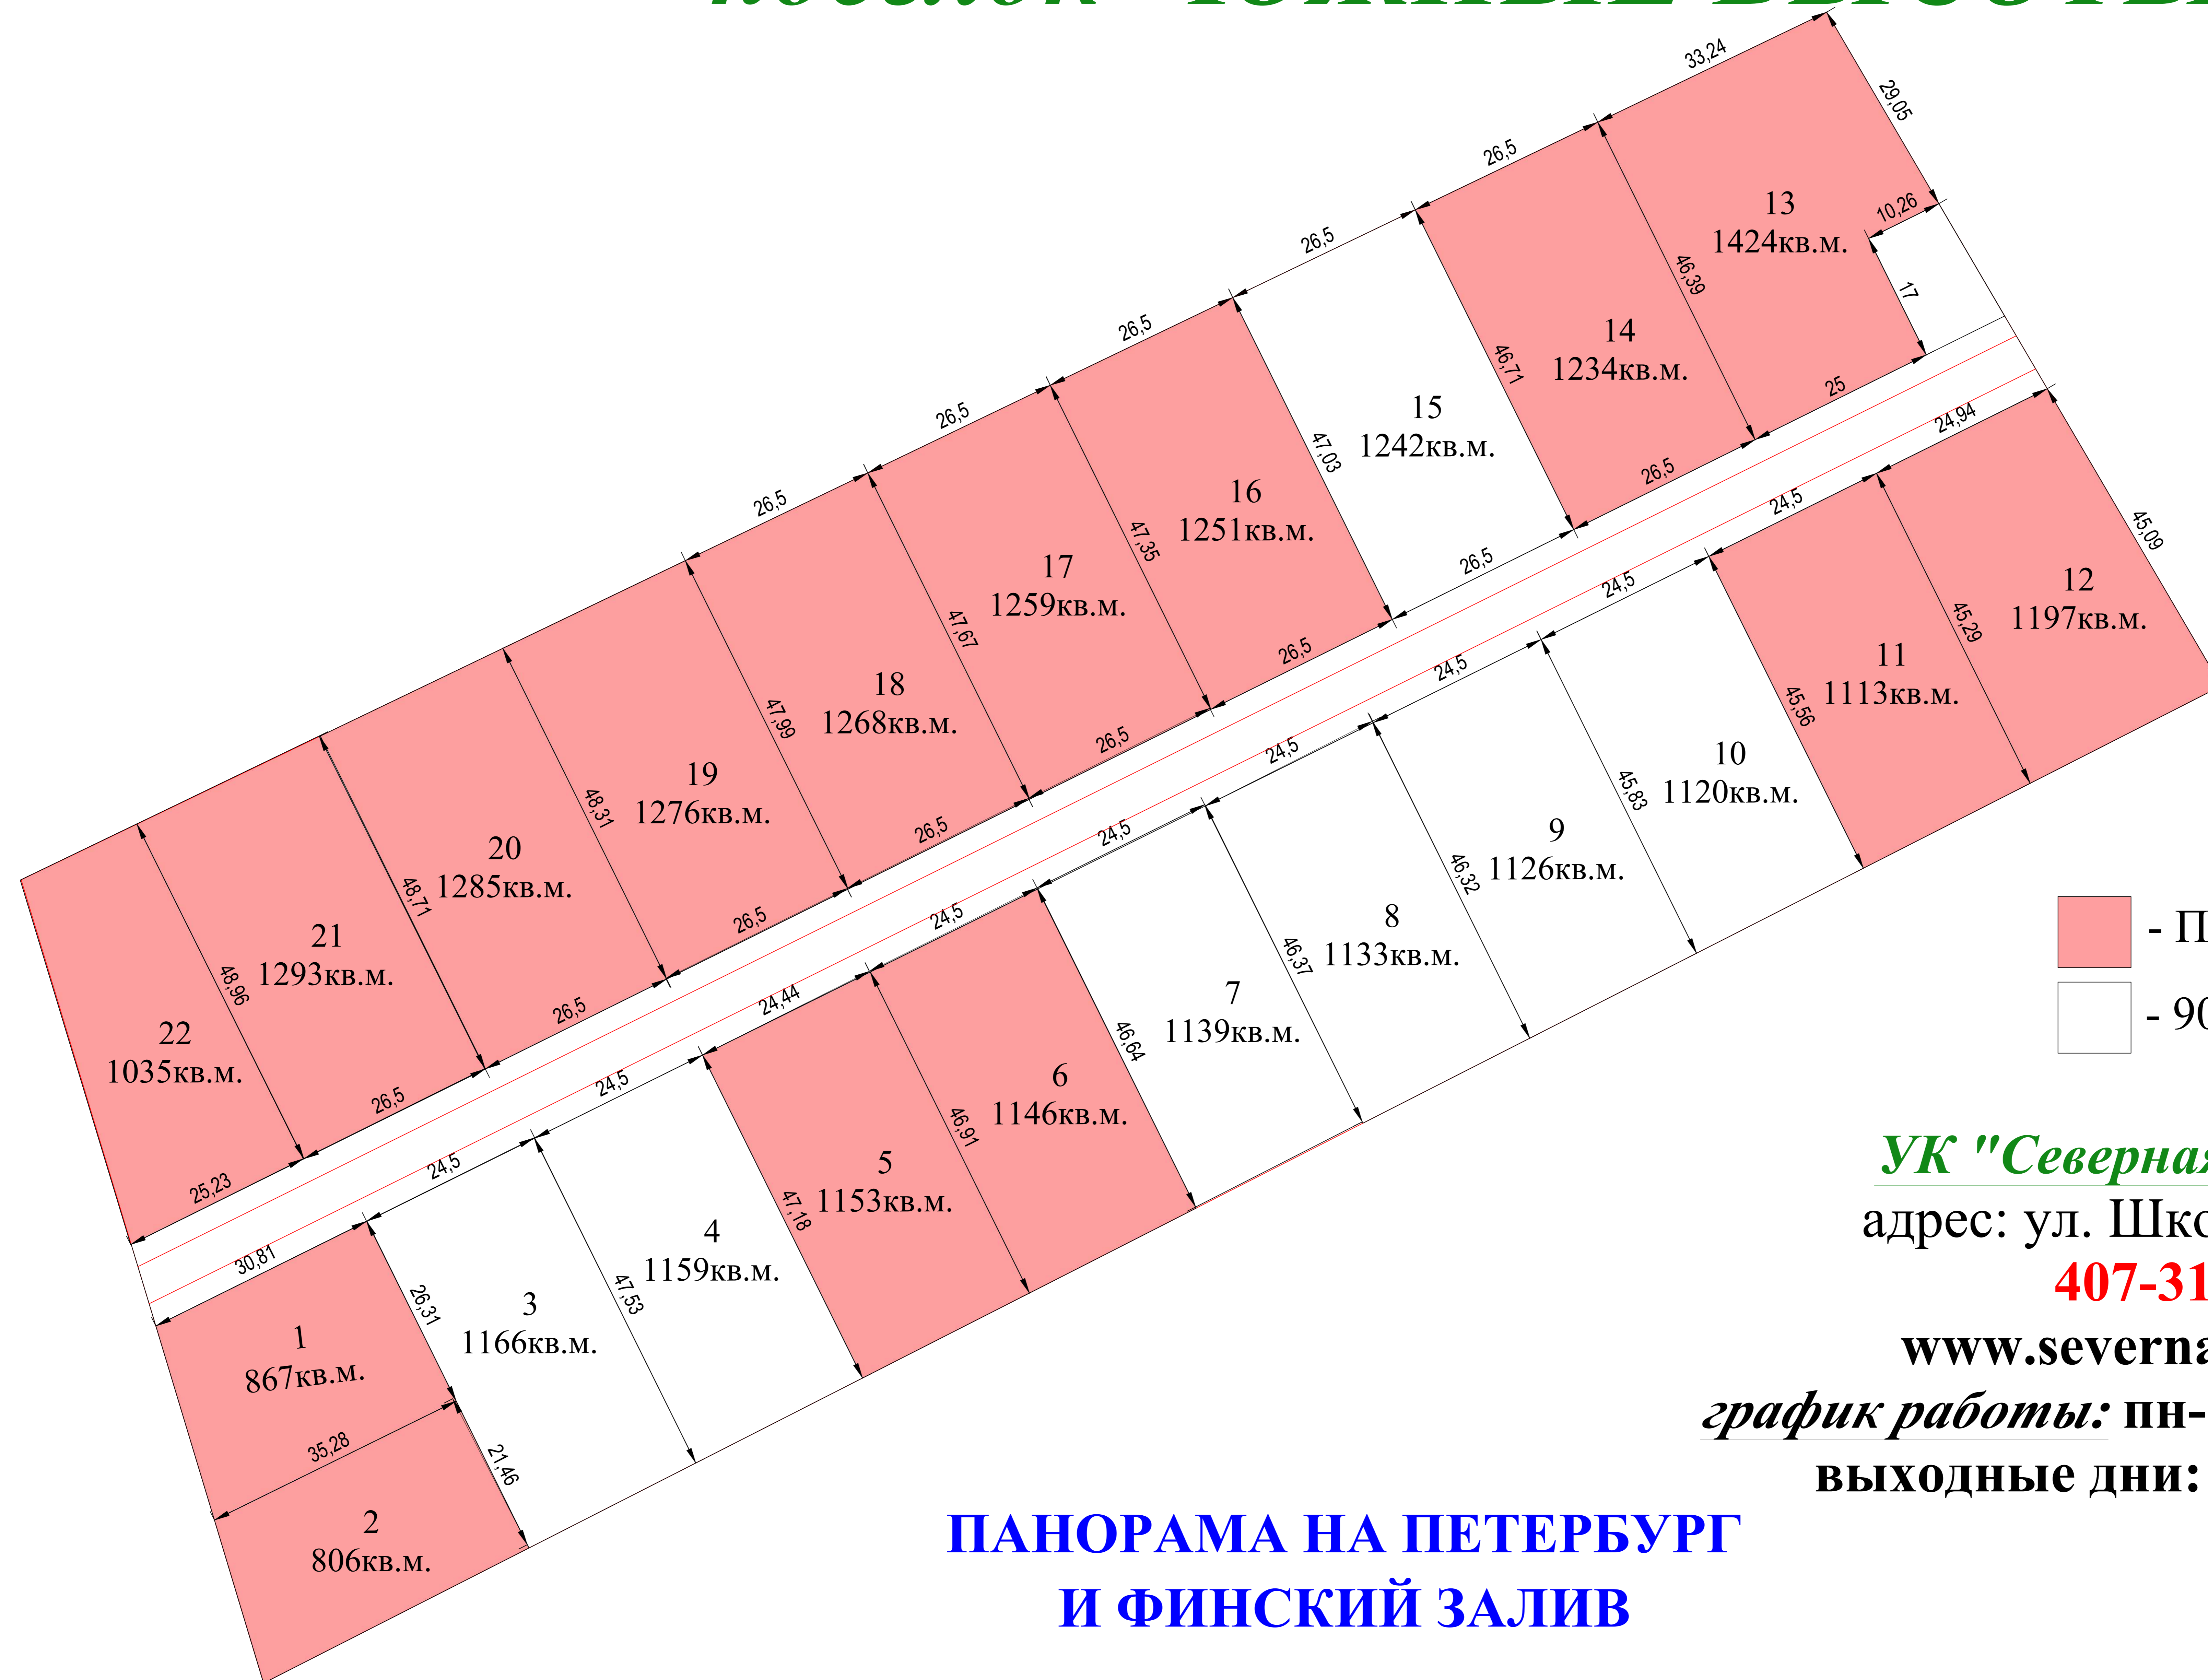 33,24
29,05
26,5
13
1424кв.м.
10,26
46,39
17
26,5
14
1234кв.м.
46,71
25
26,5
15
1242кв.м.
47,03
26,5
24,94
26,5
16
1251кв.м.
47,35
26,5
24,5
45,09
26,5
17
1259кв.м.
47,67
26,5
24,5
12
1197кв.м.
45,29
18
1268кв.м.
47,99
26,5
24,5
11
1113кв.м.
45,56
19
1276кв.м.
48,31
26,5
24,5
10
1120кв.м.
45,83
20
1285кв.м.
48,71
26,5
24,5
9
1126кв.м.
46,32
21
1293кв.м.
48,96
26,5
24,5
8
1133кв.м.
46,37
22
1035кв.м.
26,5
24,44
7
1139кв.м.
46,64
25,23
24,5
6
1146кв.м.
46,91
30,81
24,5
5
1153кв.м.
47,18
26,31
4
1159кв.м.
47,53
1
867кв.м.
3
1166кв.м.
35,28
21,46
2
806кв.м.
- П
- 90
УК "Северная
адрес: ул. Шко
407-31
www.severna
график работы: пн-
выходные дни:
ПАНОРАМА НА ПЕТЕРБУРГ
И ФИНСКИЙ ЗАЛИВ